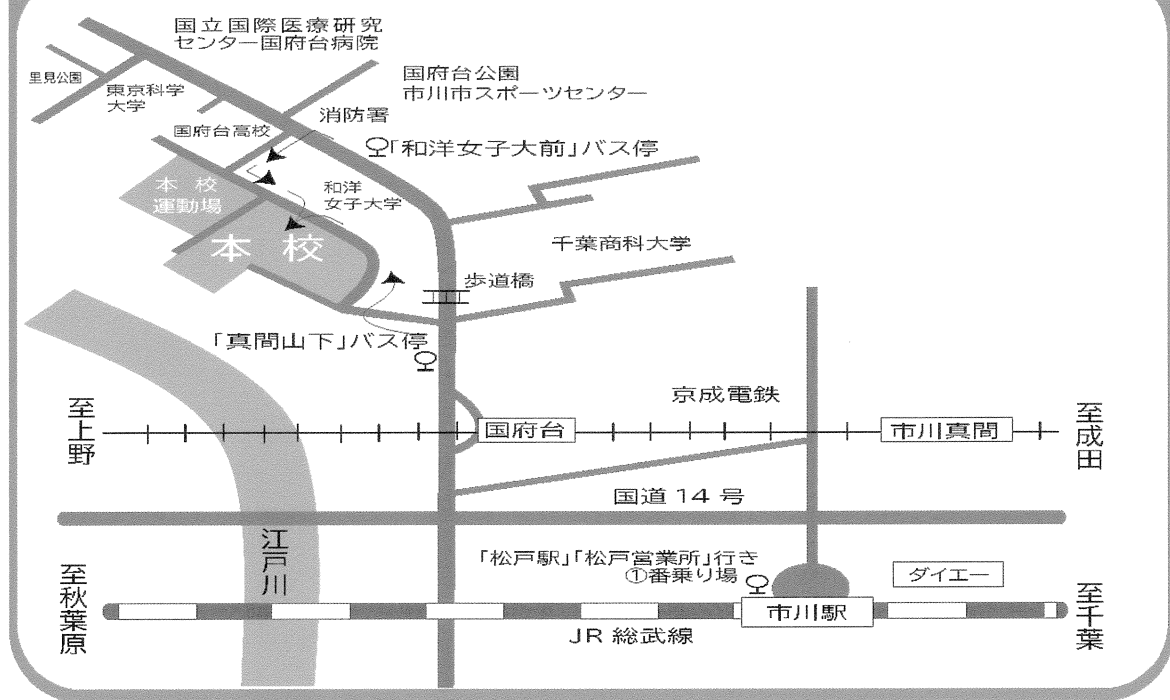 国立国際医療研究
センター国府台病院
里見公園
東京科学
大学
国府台公園
市川市スポーツセンター
消防署
国府台高校
「和洋女子大前」バス停
本 校
運動場
和洋
女子大学
本 校
千葉商科大学
歩道橋
「真間山下」バス停
京成電鉄
至上野
国府台
市川真間
至成田
国道 14 号
江戸川
「松戸駅」「松戸営業所」行き
①番乗り場
ダイエー
至秋葉原
市川駅
至千葉
JR 総武線